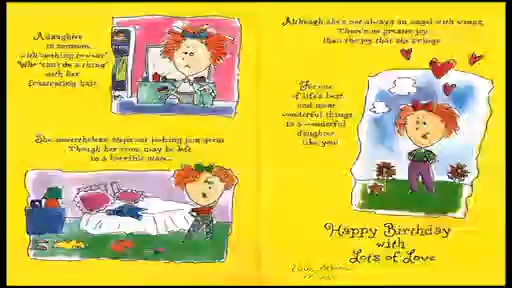 A daughter
is someone
with "nothing to wear"
Who "can't do a thing"
with her
frustrating hair.
She nevertheless steps out looking just great
Though her room may be left
in a horrible state...
Although she's not always an angel with wings,
There's no greater joy
than the joy that she brings
For one
of life's best
and most
wonderful things
is a wonderful
daughter
like you!
Happy Birthday
with
Lots of Love